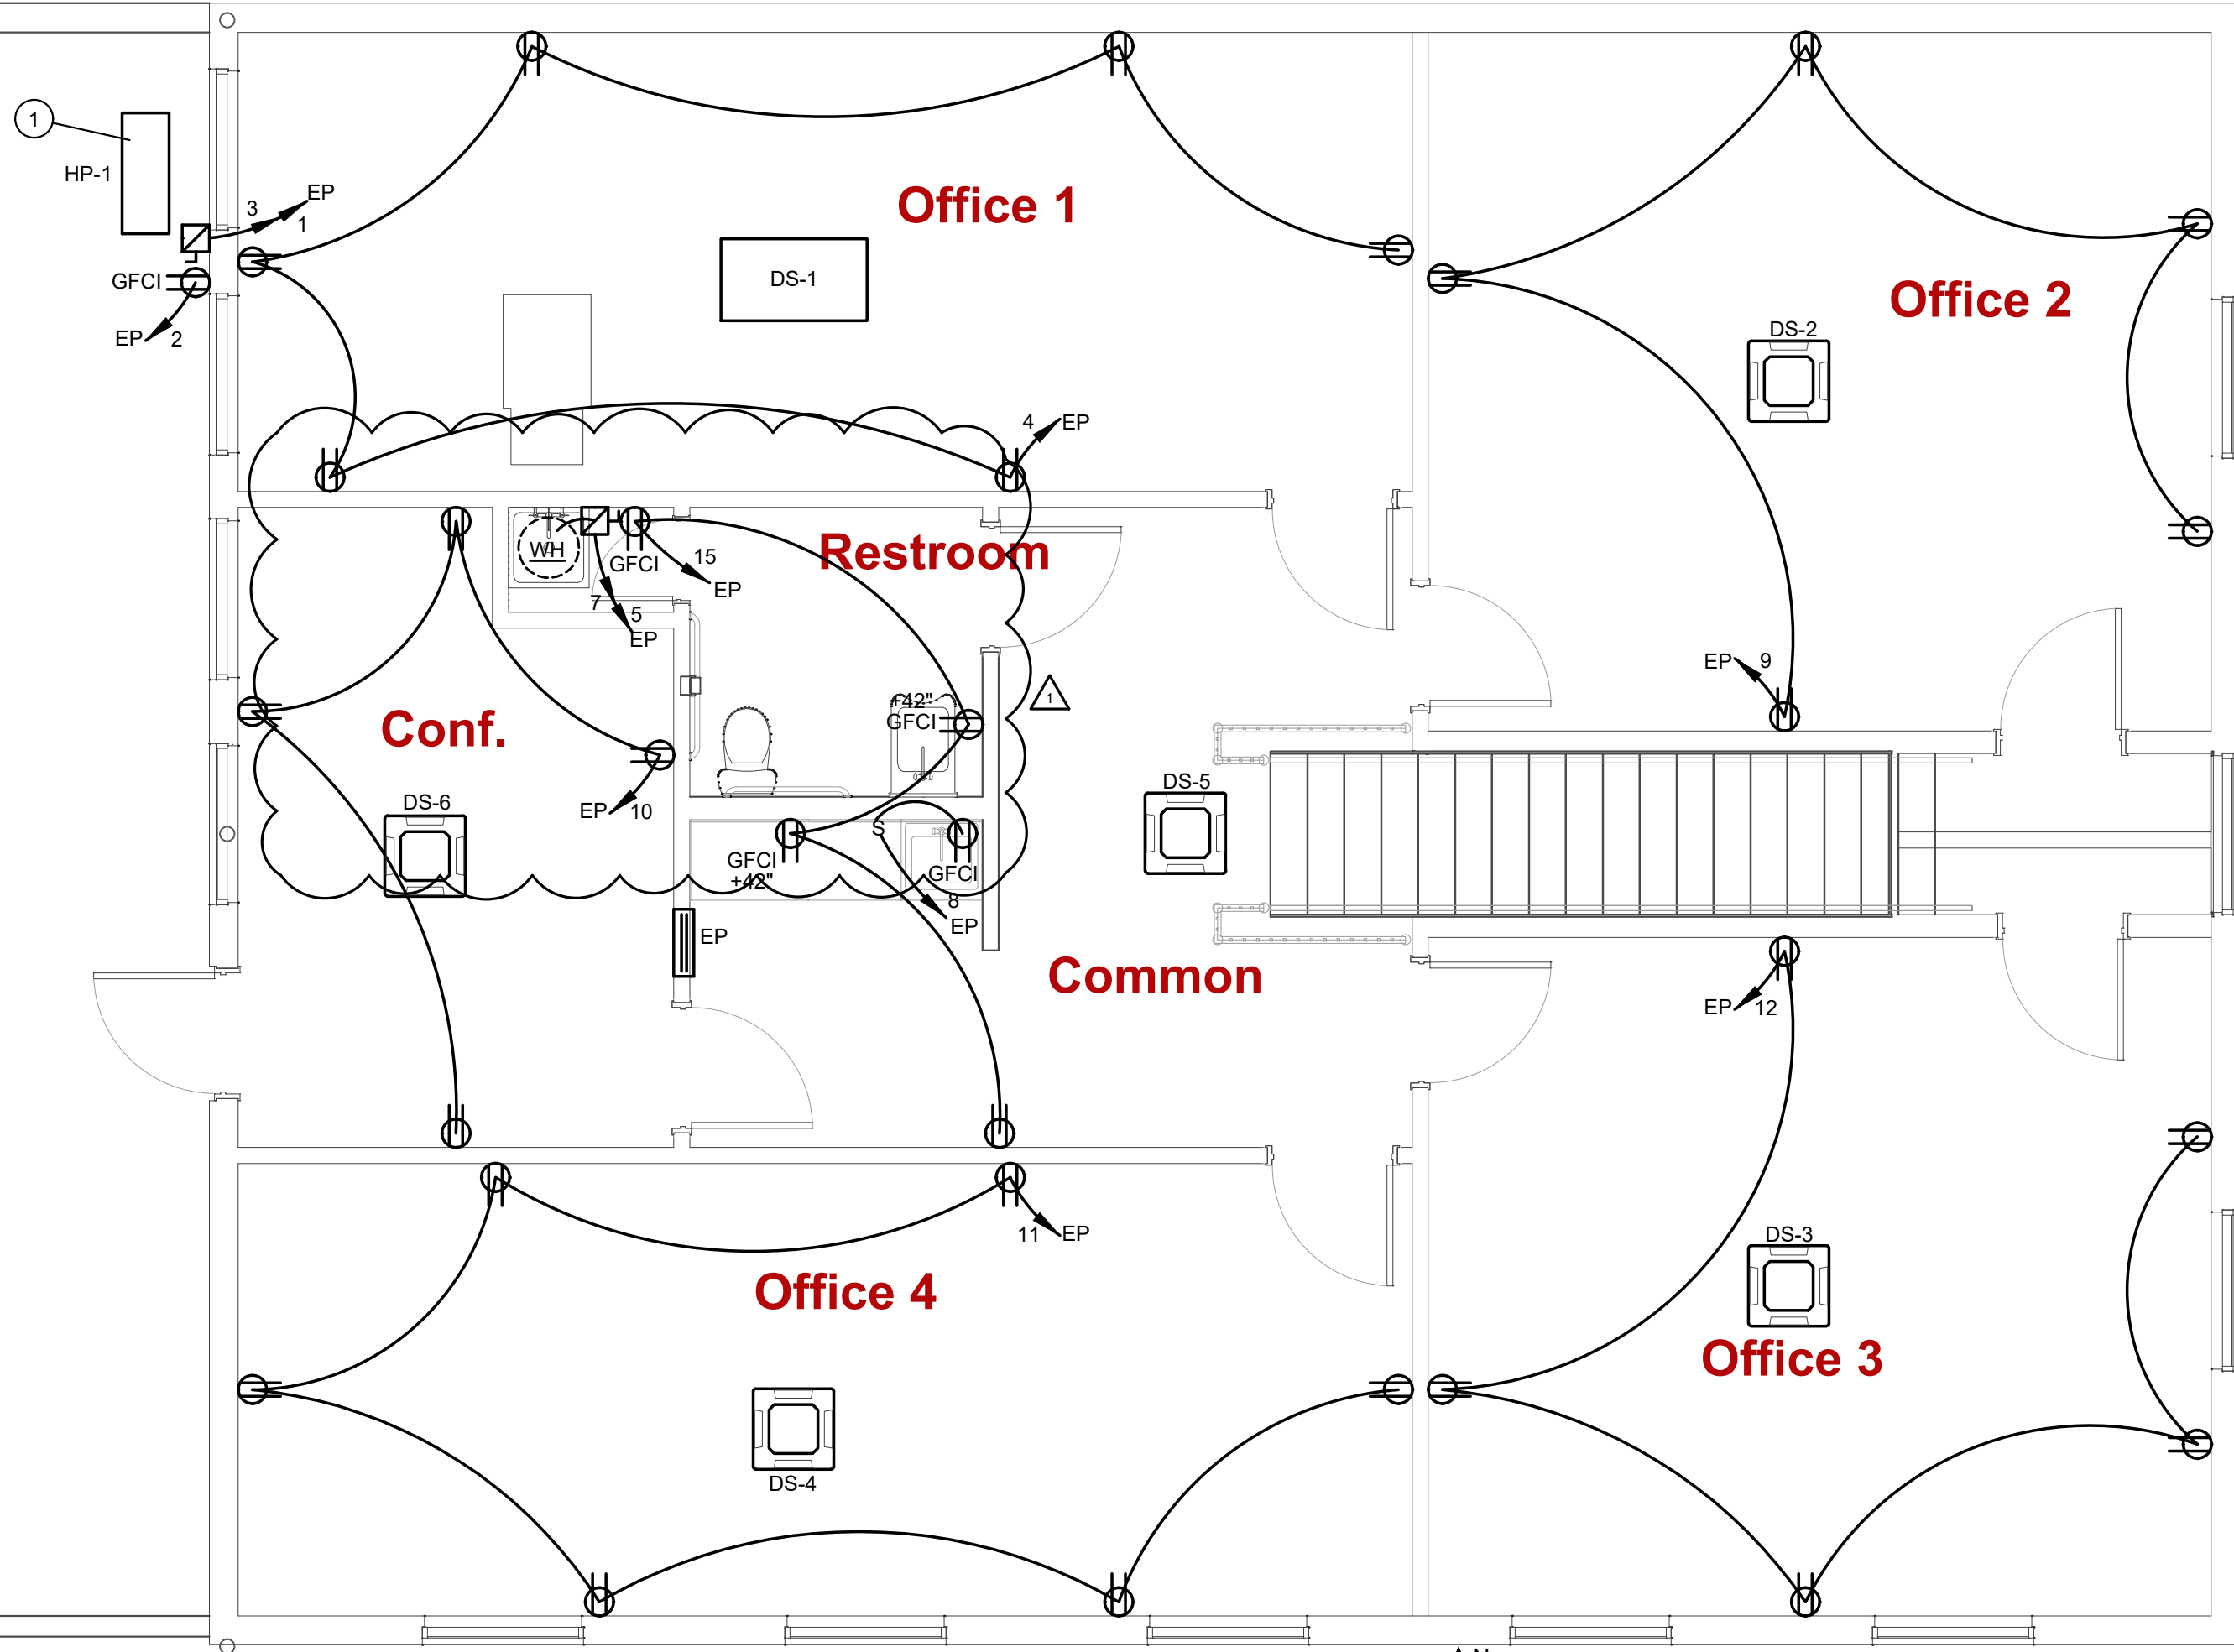 1
HP-1
3
EP
1
GFCI
EP
2
Office 1
DS-1
Office 2
DS-2
4
EP
WH
GFCI
15
EP
7
5
EP
Restroom
EP
9
Conf.
+42"
GFCI
1
EP
10
DS-6
DS-5
S
GFCI
+42"
GFCI
8
EP
EP
Common
EP
12
11
EP
Office 4
DS-3
Office 3
DS-4
N